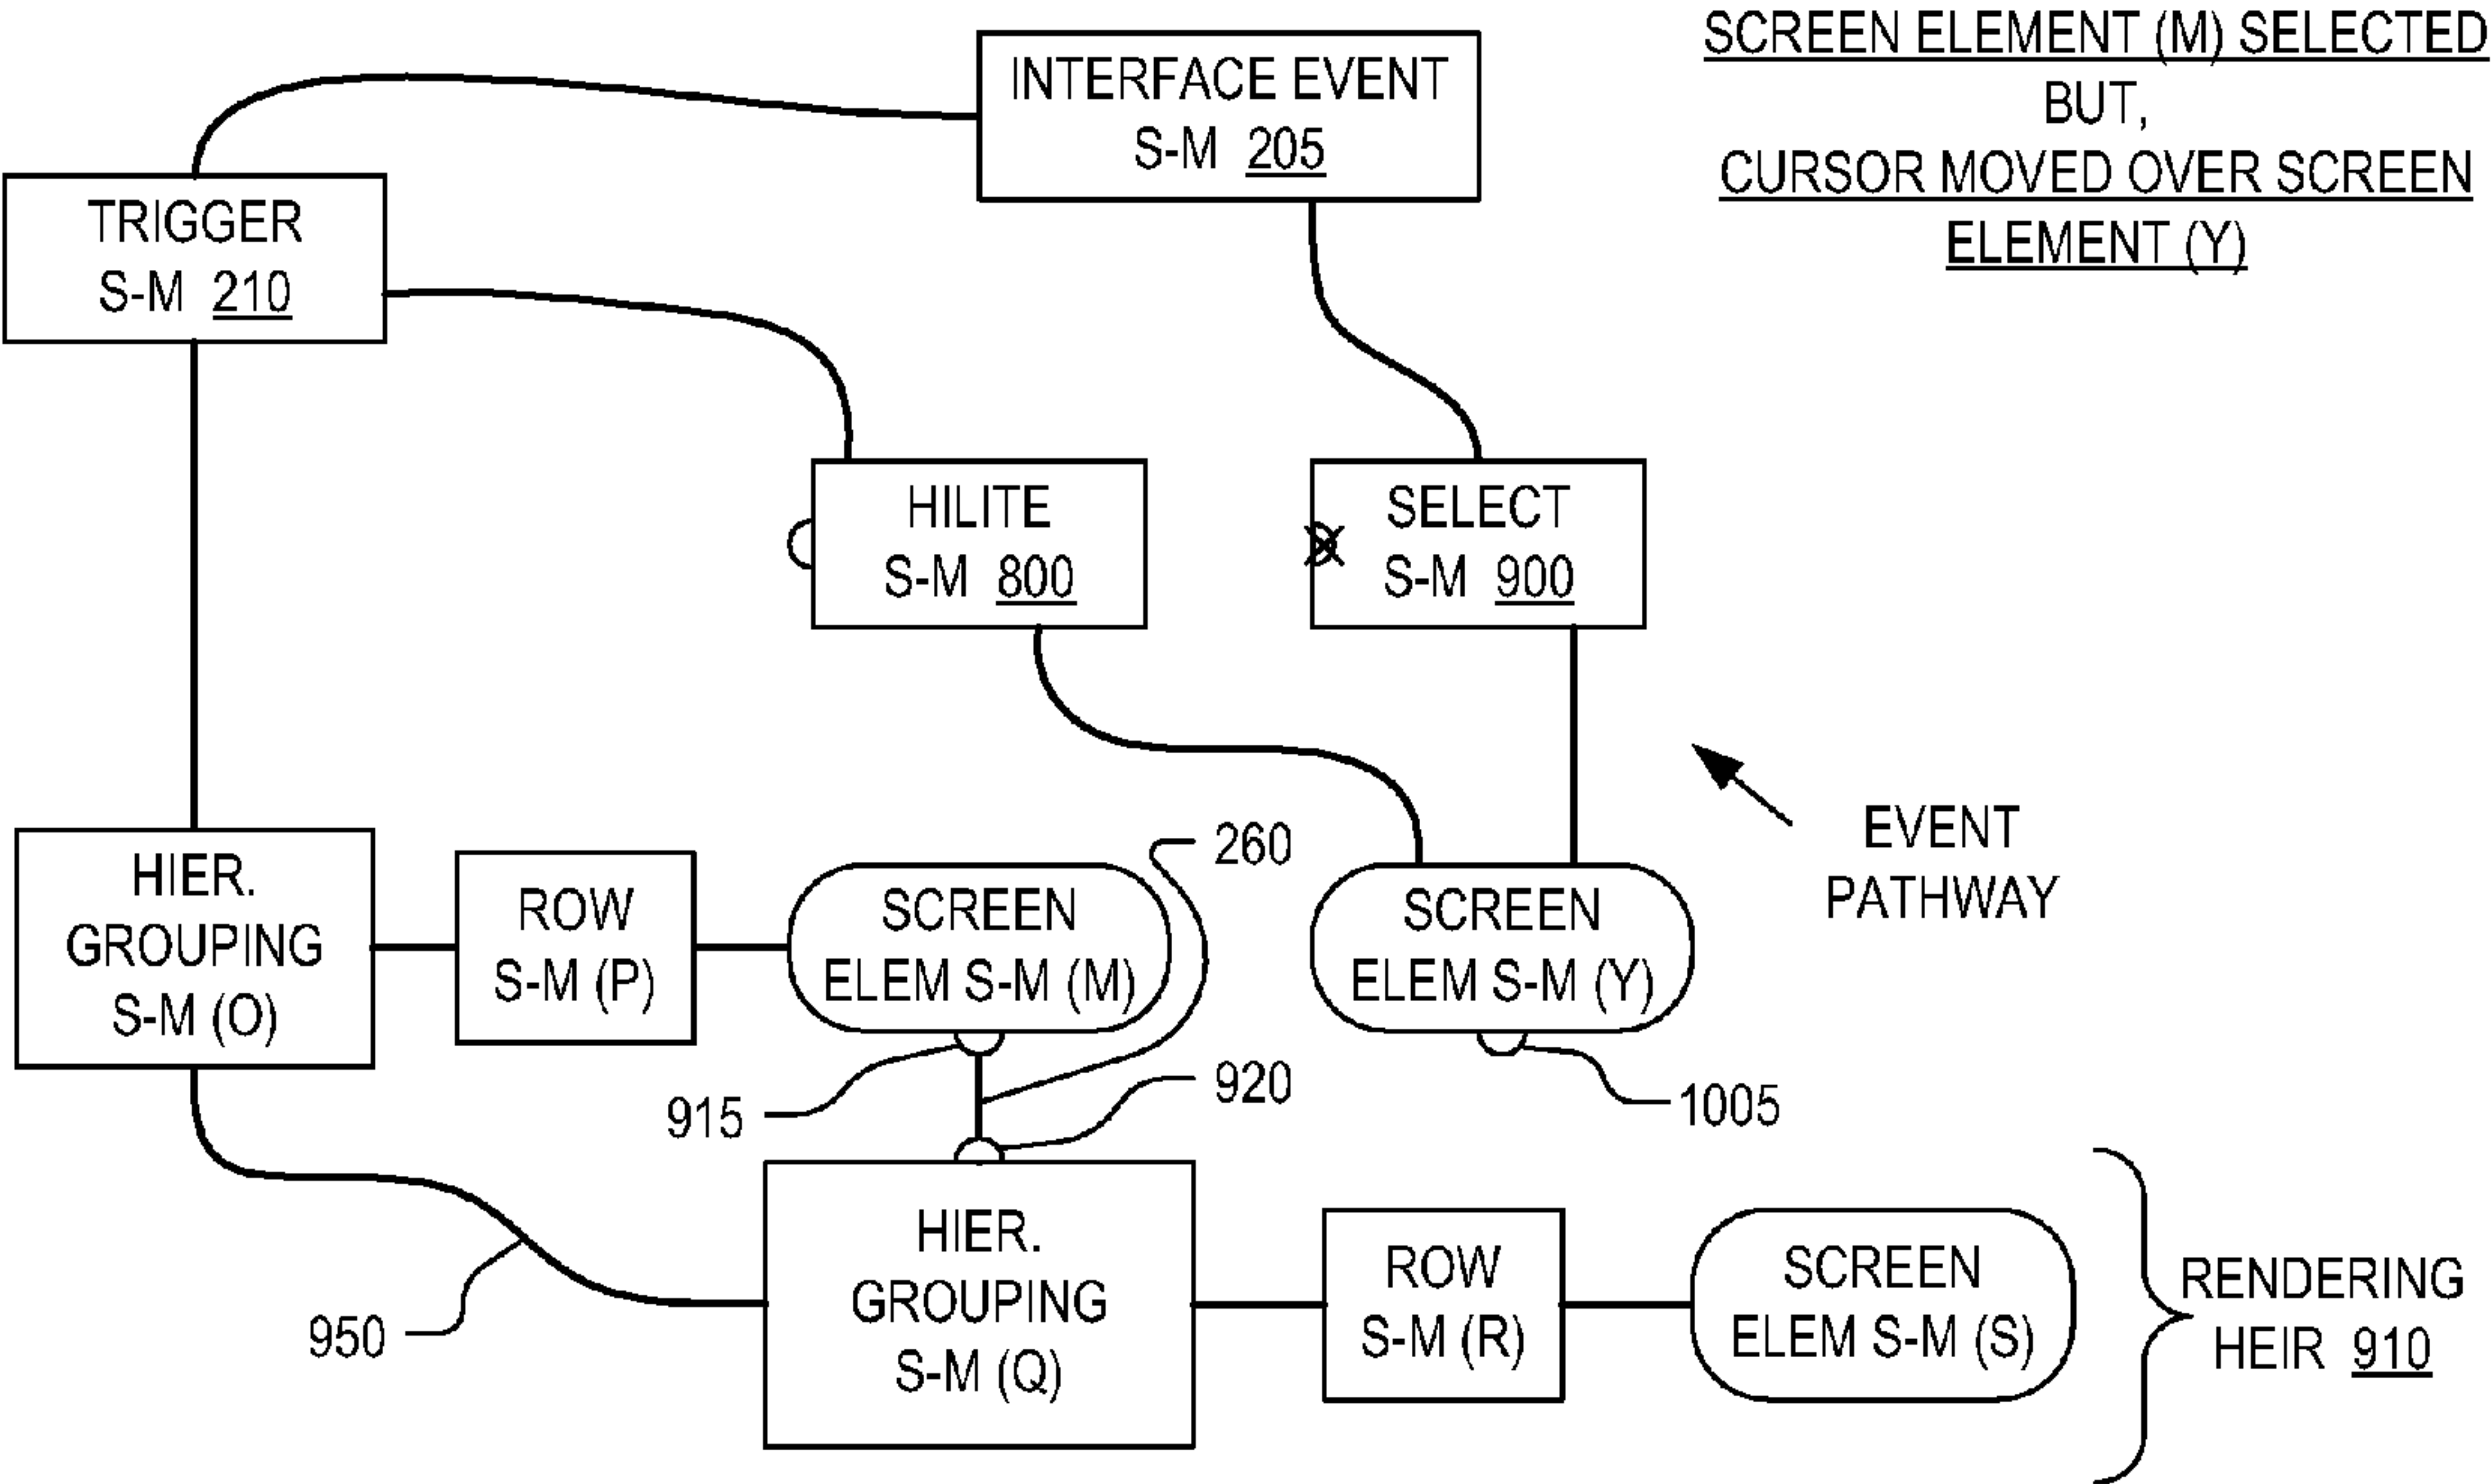 SCREEN ELEMENT (M) SELECTED
BUT,
CURSOR MOVED OVER SCREEN
ELEMENT (Y)
INTERFACE EVENT
S-M 205
TRIGGER
S-M 210
HILITE
S-M 800
SELECT
S-M 900
EVENT
PATHWAY
HIER.
GROUPING
S-M (O)
ROW
S-M (P)
SCREEN
ELEM S-M (M)
260
SCREEN
ELEM S-M (Y)
915
920
1005
950
HIER.
GROUPING
S-M (Q)
ROW
S-M (R)
SCREEN
ELEM S-M (S)
RENDERING
HEIR 910